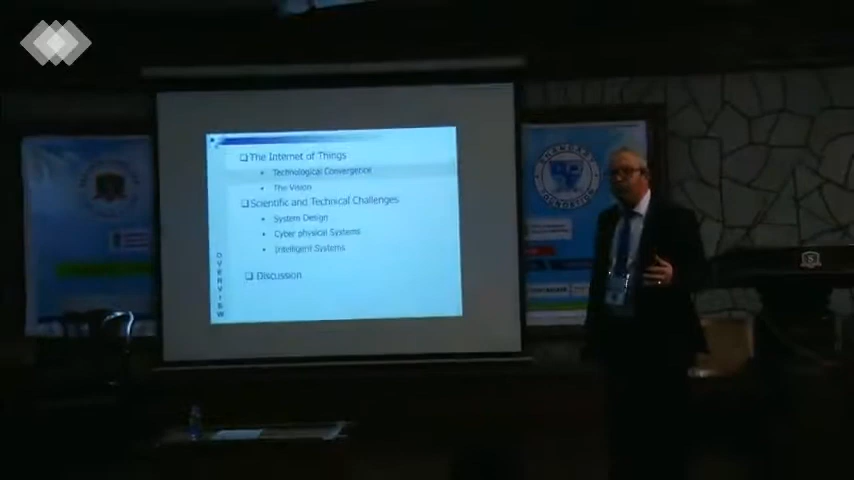 The Internet of Things
Technological Convergence
The Vision
Scientific and Technical Challenges
System Design
Cyber physical Systems
Intelligent Systems
Discussion
OVERVIEW
S